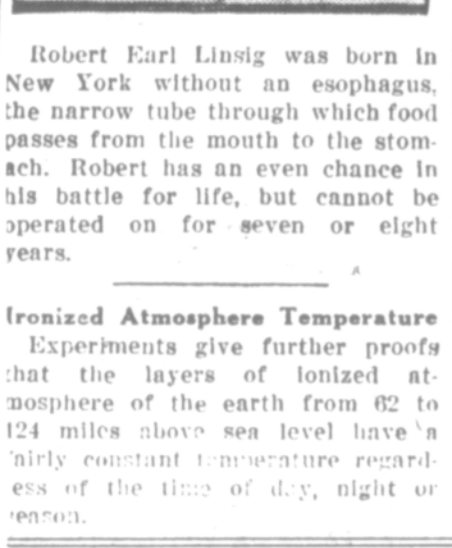 Robert Earl Linsig was born in
New York without an esophagus,
the narrow tube through which food
passes from the mouth to the stom-
ach. Robert has an even chance in
his battle for life, but cannot be
operated on for seven or eight
years.
Ironized Atmosphere Temperature
Experiments give further proofs
that the layers of ionized at-
mosphere of the earth from 62 to
124 miles above sea level have a
fairly constant temperature regard-
less of the time of day, night or
season.